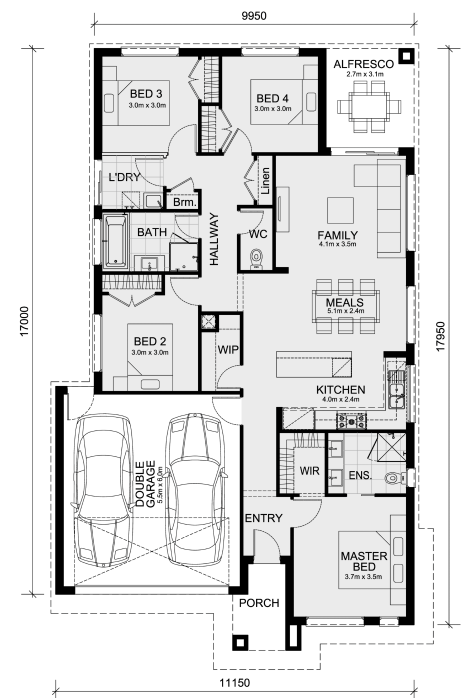 9950
ALFRESCO
2.7m x 3.1m
BED 3
3.0m x 3.0m
BED 4
3.0m x 3.0m
L'DRY
Brm.
Linen
BATH
HALLWAY
WC
FAMILY
4.1m x 3.5m
MEALS
5.1m x 2.4m
17000
17950
BED 2
3.0m x 3.0m
WIP
KITCHEN
4.0m x 2.4m
DOUBLE
GARAGE
5.5m x 6.0m
WIR
ENS.
ENTRY
MASTER
BED
3.7m x 3.5m
PORCH
11150